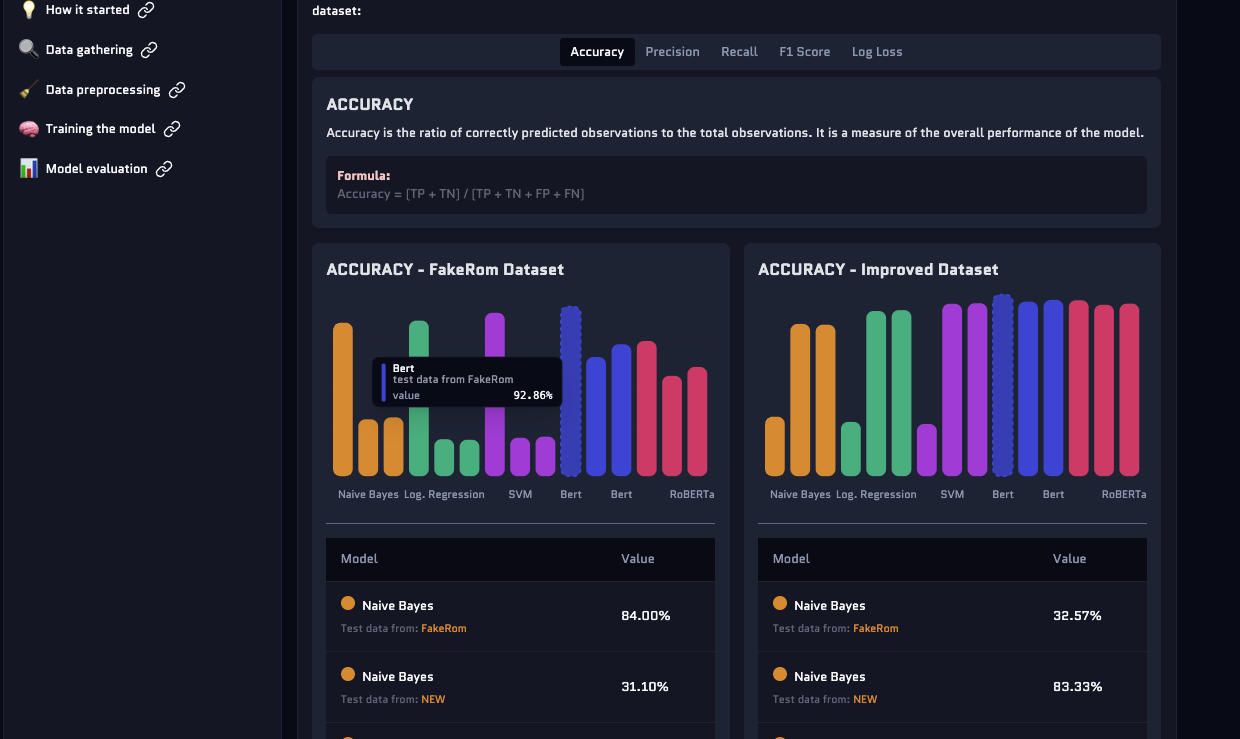 How it started
Data gathering
Data preprocessing
Training the model
Model evaluation
dataset:
Accuracy Precision Recall F1 Score Log Loss
ACCURACY
Accuracy is the ratio of correctly predicted observations to the total observations. It is a measure of the overall performance of the model.
Formula:
Accuracy = [TP + TN] / [TP + TN + FP + FN]
ACCURACY - FakeRom Dataset
Bert
test data from FakeRom
value 92.86%
Naive Bayes Log. Regression SVM Bert Bert RoBERTa
Model Value
Naive Bayes
84.00%
Test data from: FakeRom
Naive Bayes
31.10%
Test data from: NEW
ACCURACY - Improved Dataset
Naive Bayes Log. Regression SVM Bert Bert RoBERTa
Model Value
Naive Bayes
32.57%
Test data from: FakeRom
Naive Bayes
83.33%
Test data from: NEW